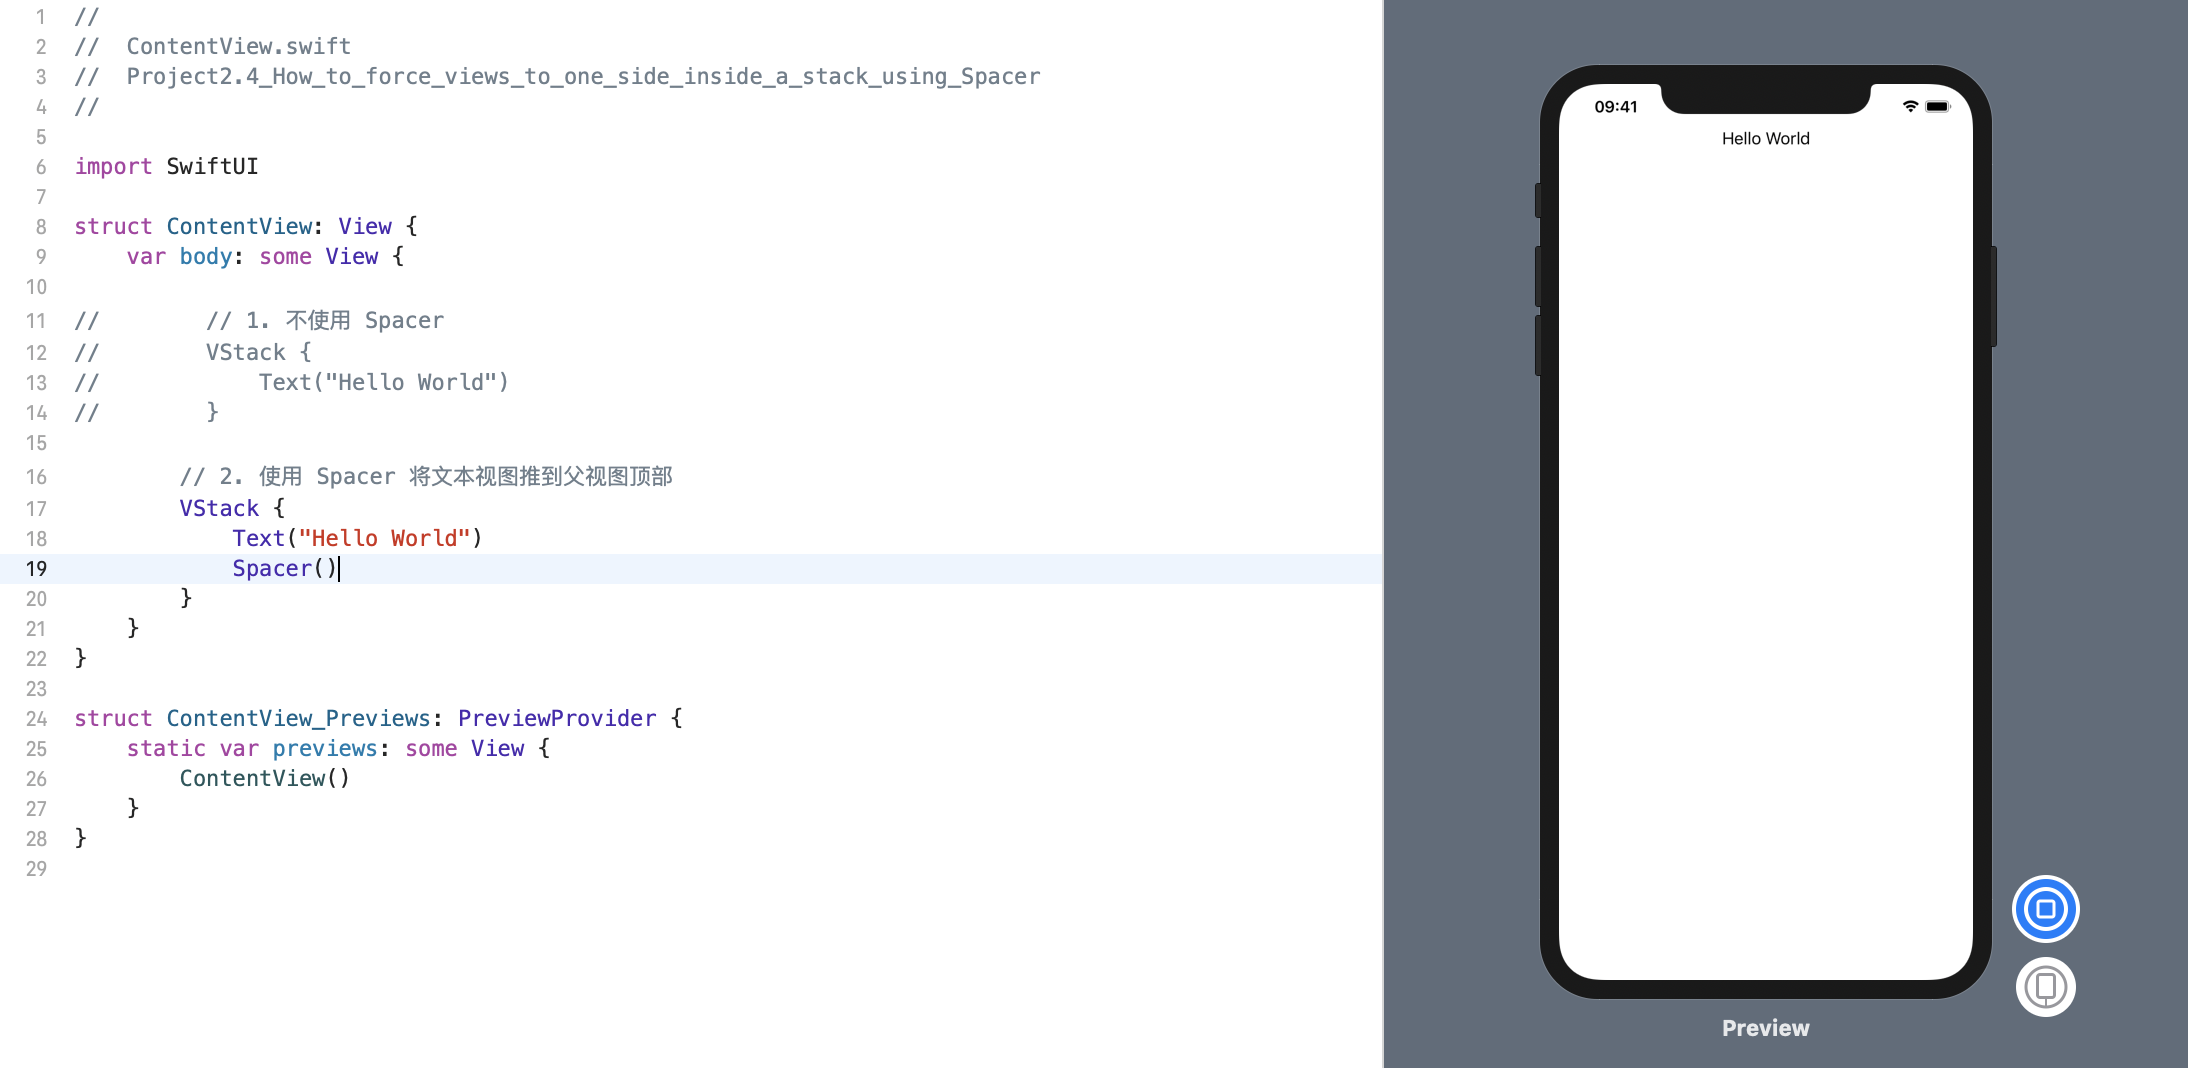 1 //
2 //  ContentView.swift
3 //  Project2.4_How_to_force_views_to_one_side_inside_a_stack_using_Spacer
4 //
5
6 import SwiftUI
7
8 struct ContentView: View {
9     var body: some View {
10
11 //        // 1. 不使用 Spacer
12 //        VStack {
13 //            Text("Hello World")
14 //        }
15
16         // 2. 使用 Spacer 将文本视图推到父视图顶部
17         VStack {
18             Text("Hello World")
19             Spacer()
20         }
21     }
22 }
23
24 struct ContentView_Previews: PreviewProvider {
25     static var previews: some View {
26         ContentView()
27     }
28 }
29
09:41
Hello World
Preview